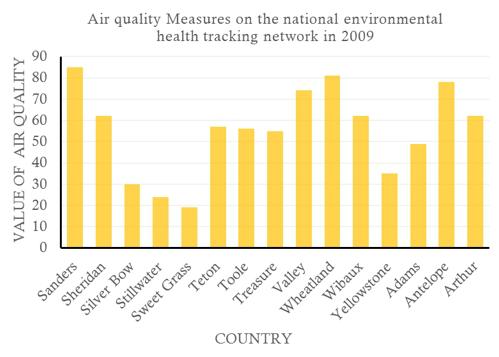 Air quality Measures on the national environmental
health tracking network in 2009
VALUE OF AIR QUALITY
90
80
70
60
50
40
30
20
10
0
Sanders
Sheridan
Silver Bow
Stillwater
Sweet Grass
Teton
Toole
Treasure
Valley
Wheatland
Wibaux
Yellowstone
Adams
Antelope
Arthur
COUNTRY